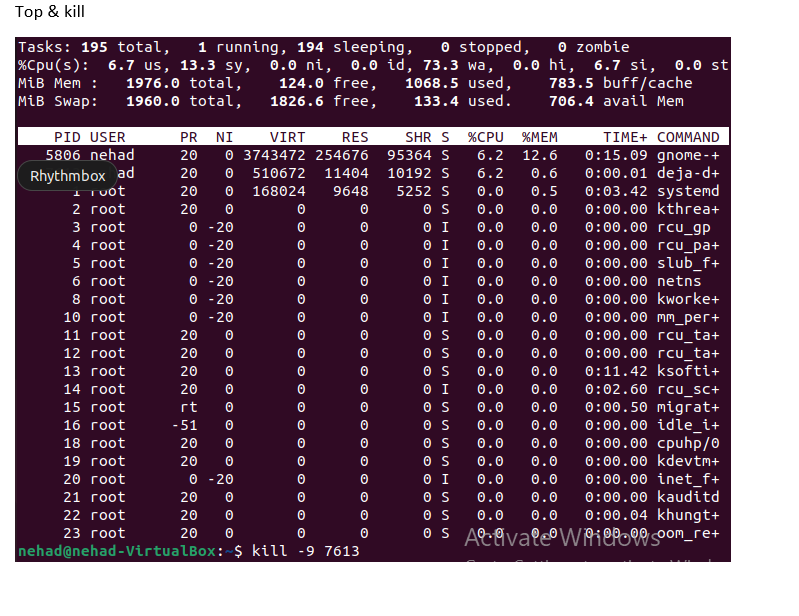 Top & kill
Tasks: 195 total,   1 running, 194 sleeping,   0 stopped,   0 zombie
%Cpu(s):  6.7 us, 13.3 sy,  0.0 ni,  0.0 id, 73.3 wa,  0.0 hi,  6.7 si,  0.0 st
MiB Mem :   1976.0 total,    124.0 free,   1068.5 used,    783.5 buff/cache
MiB Swap:   1960.0 total,   1826.6 free,    133.4 used.    706.4 avail Mem
PID USER      PR  NI    VIRT    RES    SHR S  %CPU  %MEM     TIME+ COMMAND
5806 nehad     20   0 3743472 254676  95364 S   6.2  12.6   0:15.09 gnome-+
ad     20   0  510672  11404  10192 S   6.2   0.6   0:00.01 deja-d+
Rhythmbox
1 root      20   0  168024   9648   5252 S   0.0   0.5   0:03.42 systemd
2 root      20   0       0      0      0 S   0.0   0.0   0:00.00 kthrea+
3 root       0 -20       0      0      0 I   0.0   0.0   0:00.00 rcu_gp
4 root       0 -20       0      0      0 I   0.0   0.0   0:00.00 rcu_pa+
5 root       0 -20       0      0      0 I   0.0   0.0   0:00.00 slub_f+
6 root       0 -20       0      0      0 I   0.0   0.0   0:00.00 netns
8 root       0 -20       0      0      0 I   0.0   0.0   0:00.00 kworke+
10 root       0 -20       0      0      0 I   0.0   0.0   0:00.00 mm_per+
11 root      20   0       0      0      0 S   0.0   0.0   0:00.00 rcu_ta+
12 root      20   0       0      0      0 S   0.0   0.0   0:00.00 rcu_ta+
13 root      20   0       0      0      0 S   0.0   0.0   0:11.42 ksofti+
14 root      20   0       0      0      0 I   0.0   0.0   0:02.60 rcu_sc+
15 root      rt   0       0      0      0 S   0.0   0.0   0:00.50 migrat+
16 root     -51   0       0      0      0 S   0.0   0.0   0:00.00 idle_i+
18 root      20   0       0      0      0 S   0.0   0.0   0:00.00 cpuhp/0
19 root      20   0       0      0      0 S   0.0   0.0   0:00.00 kdevtm+
20 root       0 -20       0      0      0 I   0.0   0.0   0:00.00 inet_f+
21 root      20   0       0      0      0 S   0.0   0.0   0:00.00 kauditd
22 root      20   0       0      0      0 S   0.0   0.0   0:00.04 khungt+
23 root      20   0       0      0      0 S   0.0   0.0   0:00.00 oom_re+
Activate Windows
nehad@nehad-VirtualBox:~$ kill -9 7613